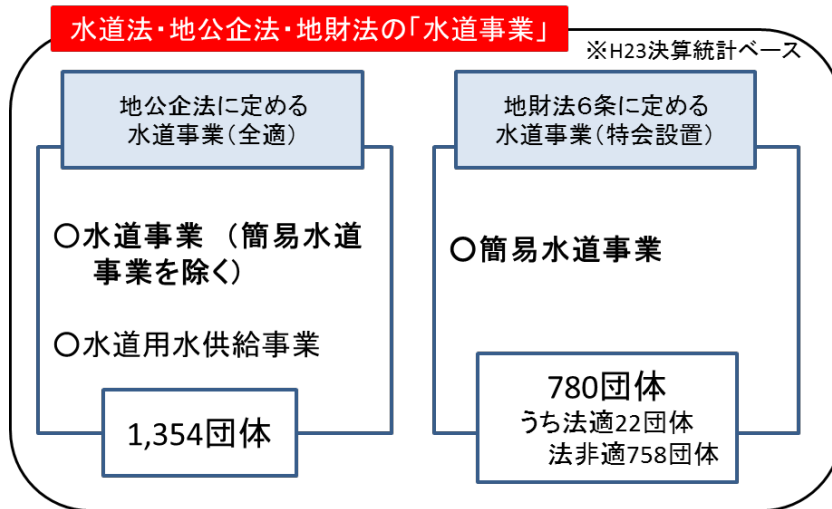 水道法・地公企法・地財法の「水道事業」
※H23決算統計ベース
地公企法に定める
水道事業(全適)
○水道事業 (簡易水道
事業を除く)
○水道用水供給事業
1,354団体
地財法6条に定める
水道事業(特会設置)
○簡易水道事業
780団体
うち法適22団体
法非適758団体